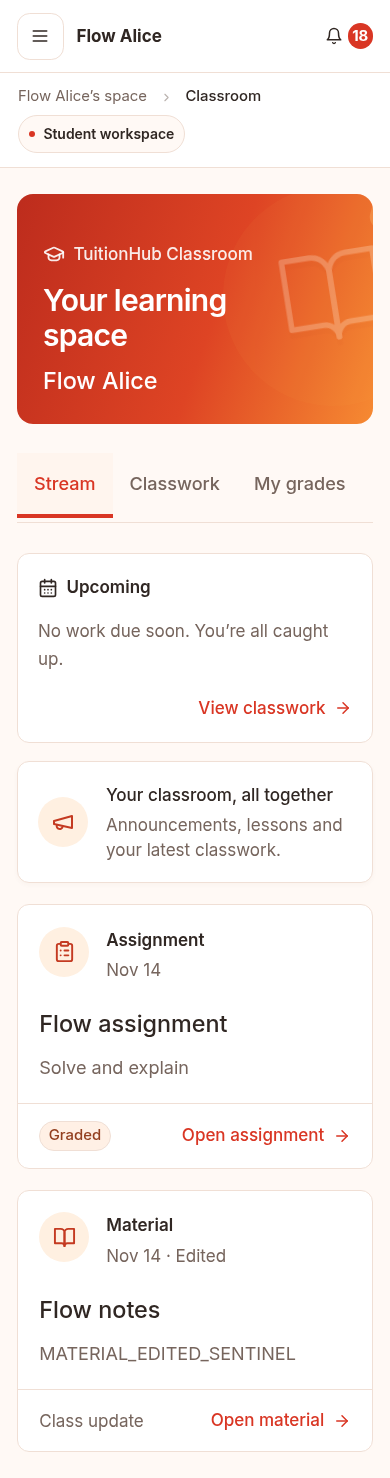 Flow Alice
18
Flow Alice’s space > Classroom
Student workspace
TuitionHub Classroom
Your learning
space
Flow Alice
Stream Classwork My grades
Upcoming
No work due soon. You’re all caught
up.
View classwork →
Your classroom, all together
Announcements, lessons and
your latest classwork.
Assignment
Nov 14
Flow assignment
Solve and explain
Graded Open assignment →
Material
Nov 14 · Edited
Flow notes
MATERIAL_EDITED_SENTINEL
Class update Open material →